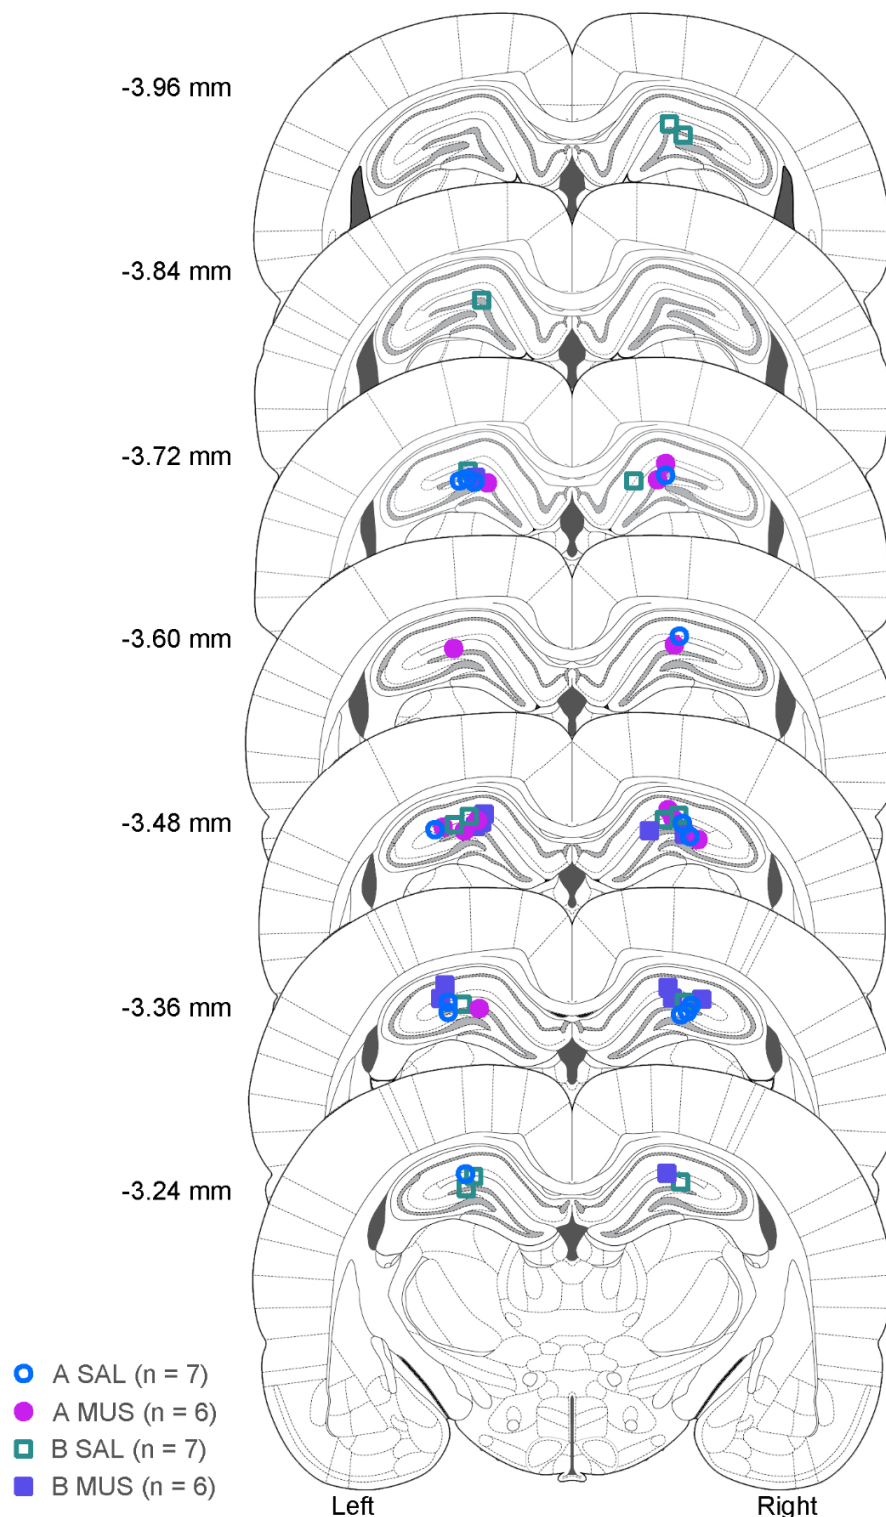 -3.96 mm
-3.84 mm
-3.72 mm
-3.60 mm
-3.48 mm
-3.36 mm
-3.24 mm
A SAL (n = 7)
A MUS (n = 6)
B SAL (n = 7)
B MUS (n = 6)
Left Right